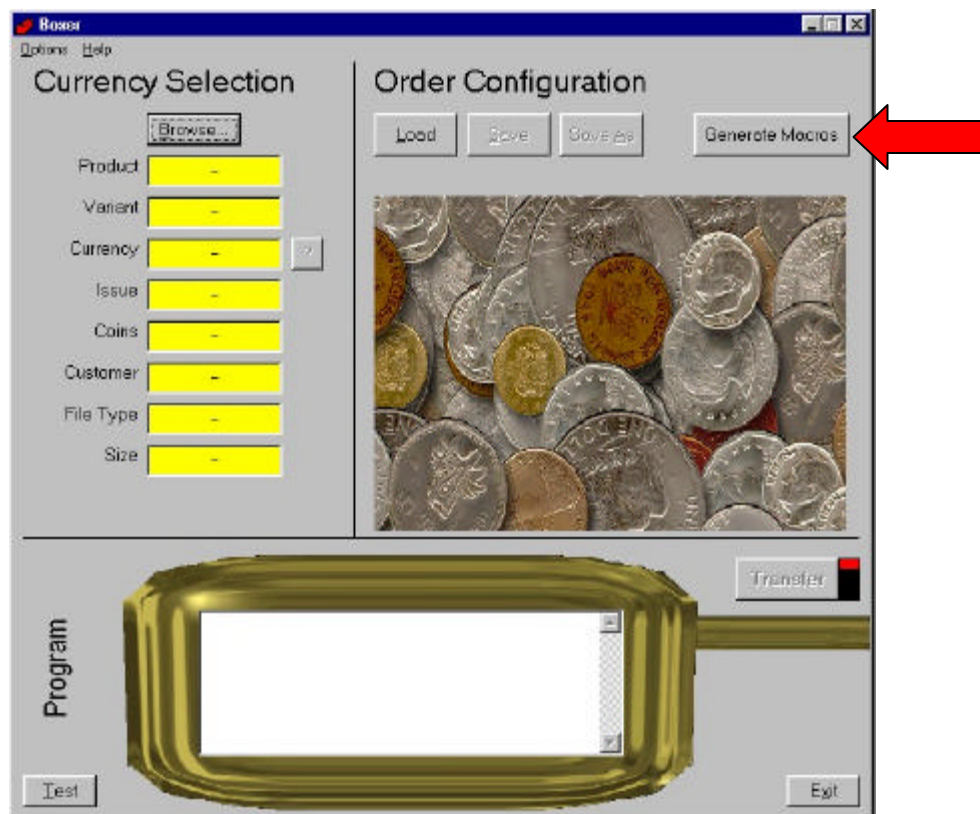 Boxer
Options Help
Currency Selection
Browse...
Product -
Variant -
Currency -
Issue -
Coins -
Customer -
File Type -
Size -
Order Configuration
Load Save Save As Generate Macros
Program
Transfer
Test
Exit